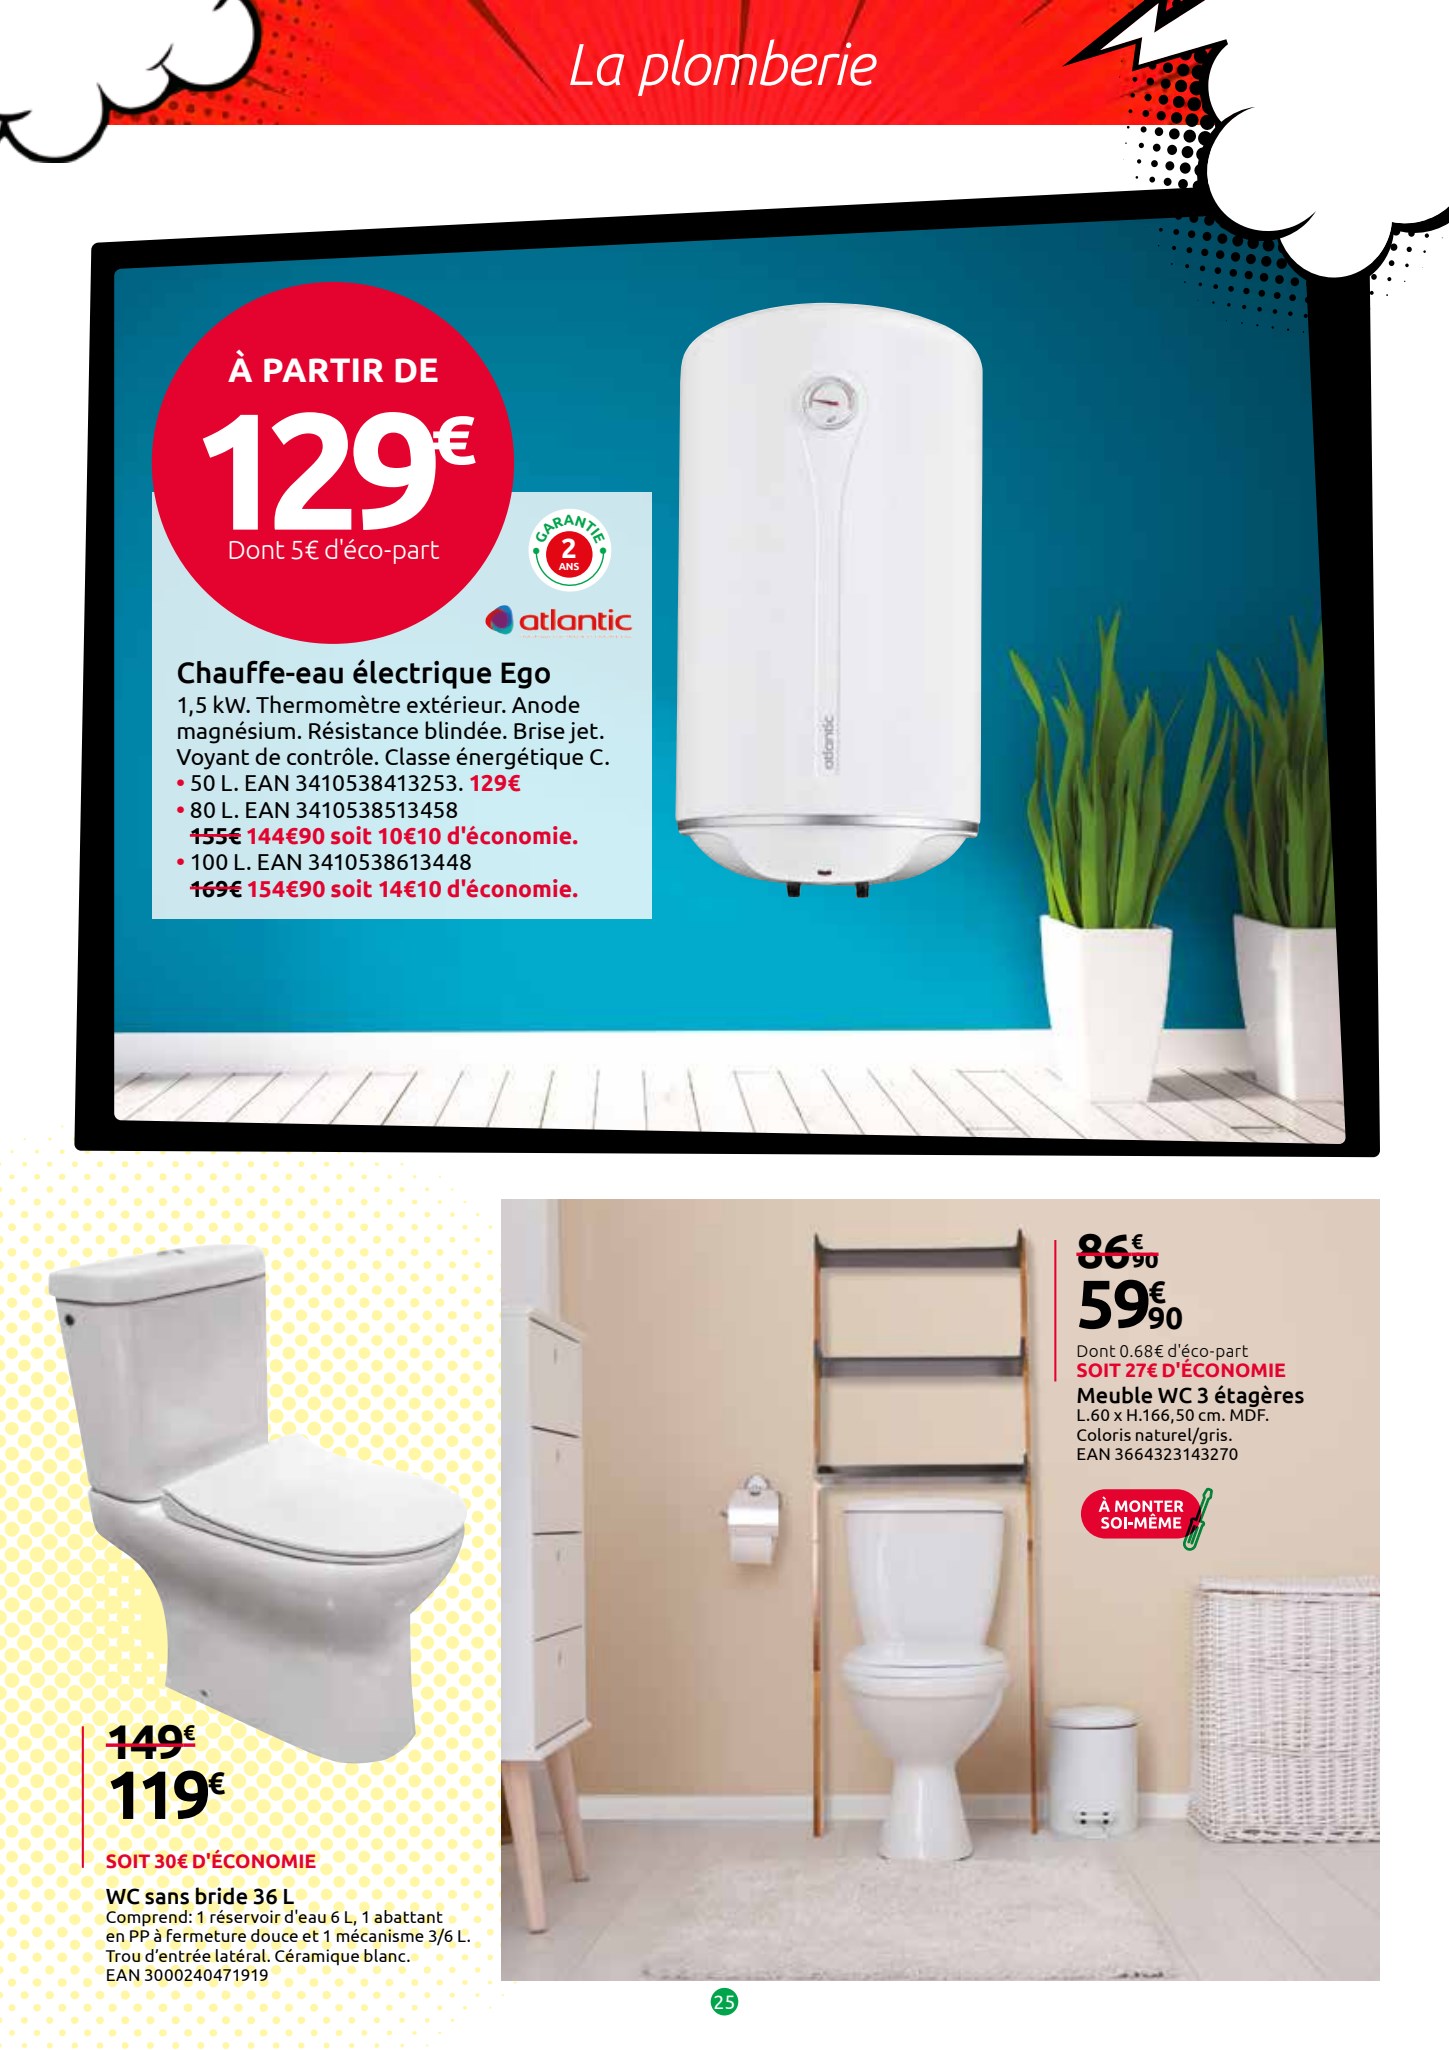 La plomberie
À PARTIR DE
129€
Dont 5€ d'éco-part
GARANTIE
2
ANS
atlantic
Chauffe-eau électrique Ego
1,5 kW. Thermomètre extérieur. Anode
magnésium. Résistance blindée. Brise jet.
Voyant de contrôle. Classe énergétique C.
• 50 L. EAN 3410538413253. 129€
• 80 L. EAN 3410538513458
155€ 144€90 soit 10€10 d'économie.
• 100 L. EAN 3410538613448
169€ 154€90 soit 14€10 d'économie.
atlantic
86€90
59€90
Dont 0.68€ d'éco-part
SOIT 27€ D'ÉCONOMIE
Meuble WC 3 étagères
L.60 x H.166,50 cm. MDF.
Coloris naturel/gris.
EAN 3664323143270
À MONTER
SOI-MÊME
149€
119€
SOIT 30€ D'ÉCONOMIE
WC sans bride 36 L
Comprend: 1 réservoir d'eau 6 L, 1 abattant
en PP à fermeture douce et 1 mécanisme 3/6 L.
Trou d’entrée latéral. Céramique blanc.
EAN 3000240471919
25